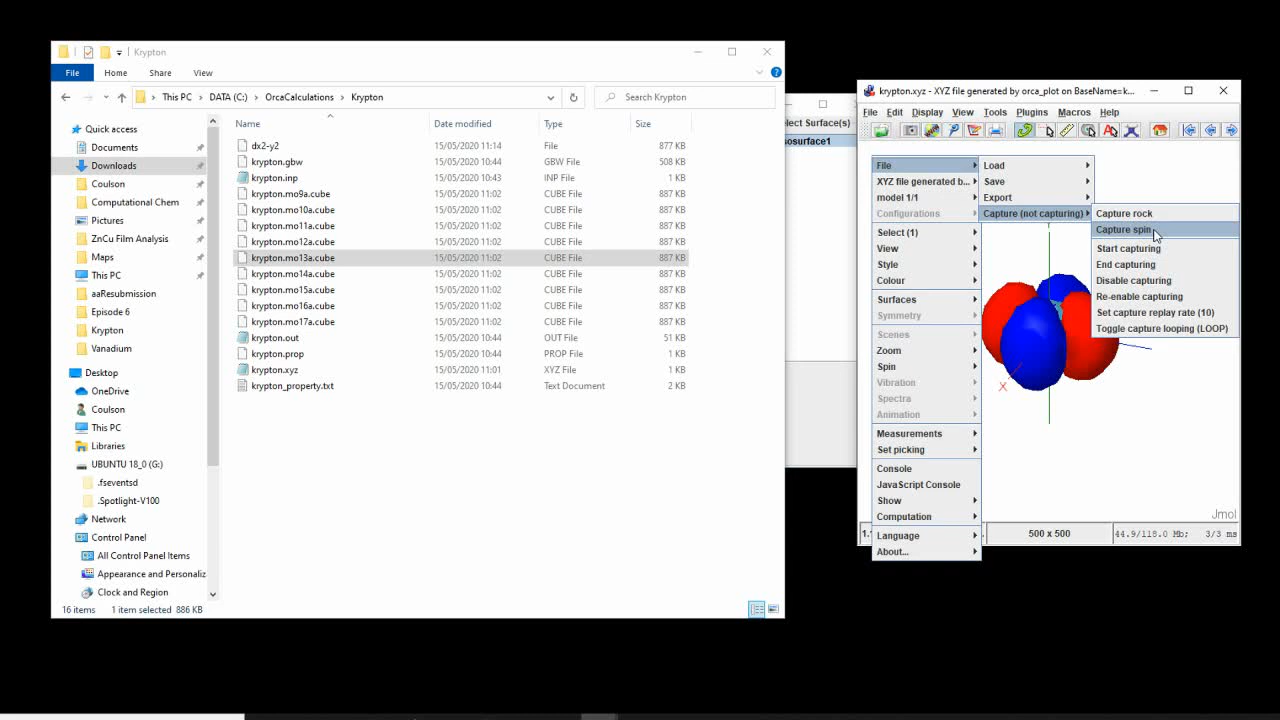 Krypton
File Home Share View
This PC DATA (C:) OrcaCalculations Krypton
Search Krypton
Quick access
Documents
Downloads
Coulson
Computational Chem
Pictures
ZnCu Film Analysis
Maps
This PC
aaResubmission
Episode 6
Krypton
Vanadium
Desktop
OneDrive
Coulson
This PC
Libraries
UBUNTU 18_0 (G:)
.fseventsd
.Spotlight-V100
Network
Control Panel
All Control Panel Items
Appearance and Personaliz
Clock and Region
Name Date modified Type Size
dx2-y2 15/05/2020 11:14 File 877 KB
krypton.gbw 15/05/2020 10:44 GBW File 508 KB
krypton.inp 15/05/2020 10:43 INP File 1 KB
krypton.mo9a.cube 15/05/2020 11:02 CUBE File 887 KB
krypton.mo10a.cube 15/05/2020 11:02 CUBE File 887 KB
krypton.mo11a.cube 15/05/2020 11:02 CUBE File 887 KB
krypton.mo12a.cube 15/05/2020 11:02 CUBE File 887 KB
krypton.mo13a.cube 15/05/2020 11:02 CUBE File 887 KB
krypton.mo14a.cube 15/05/2020 11:02 CUBE File 887 KB
krypton.mo15a.cube 15/05/2020 11:02 CUBE File 887 KB
krypton.mo16a.cube 15/05/2020 11:02 CUBE File 887 KB
krypton.mo17a.cube 15/05/2020 11:02 CUBE File 887 KB
krypton.out 15/05/2020 10:44 OUT File 51 KB
krypton.prop 15/05/2020 10:44 PROP File 1 KB
krypton.xyz 15/05/2020 11:01 XYZ File 1 KB
krypton_property.txt 15/05/2020 10:44 Text Document 2 KB
16 items 1 item selected 886 KB
lect Surface(s)
sosurface1
krypton.xyz - XYZ file generated by orca_plot on BaseName=k...
File Edit Display View Tools Plugins Macros Help
File
XYZ file generated b...
model 1/1
Configurations
Select (1)
View
Style
Colour
Surfaces
Symmetry
Scenes
Zoom
Spin
Vibration
Spectra
Animation
Measurements
Set picking
Console
JavaScript Console
Show
Computation
Language
About...
Load
Save
Export
Capture (not capturing)
Capture rock
Capture spin
Start capturing
End capturing
Disable capturing
Re-enable capturing
Set capture replay rate (10)
Toggle capture looping (LOOP)
X
Jmol
1. 500 x 500 44.9/118.0 Mb; 3/3 ms